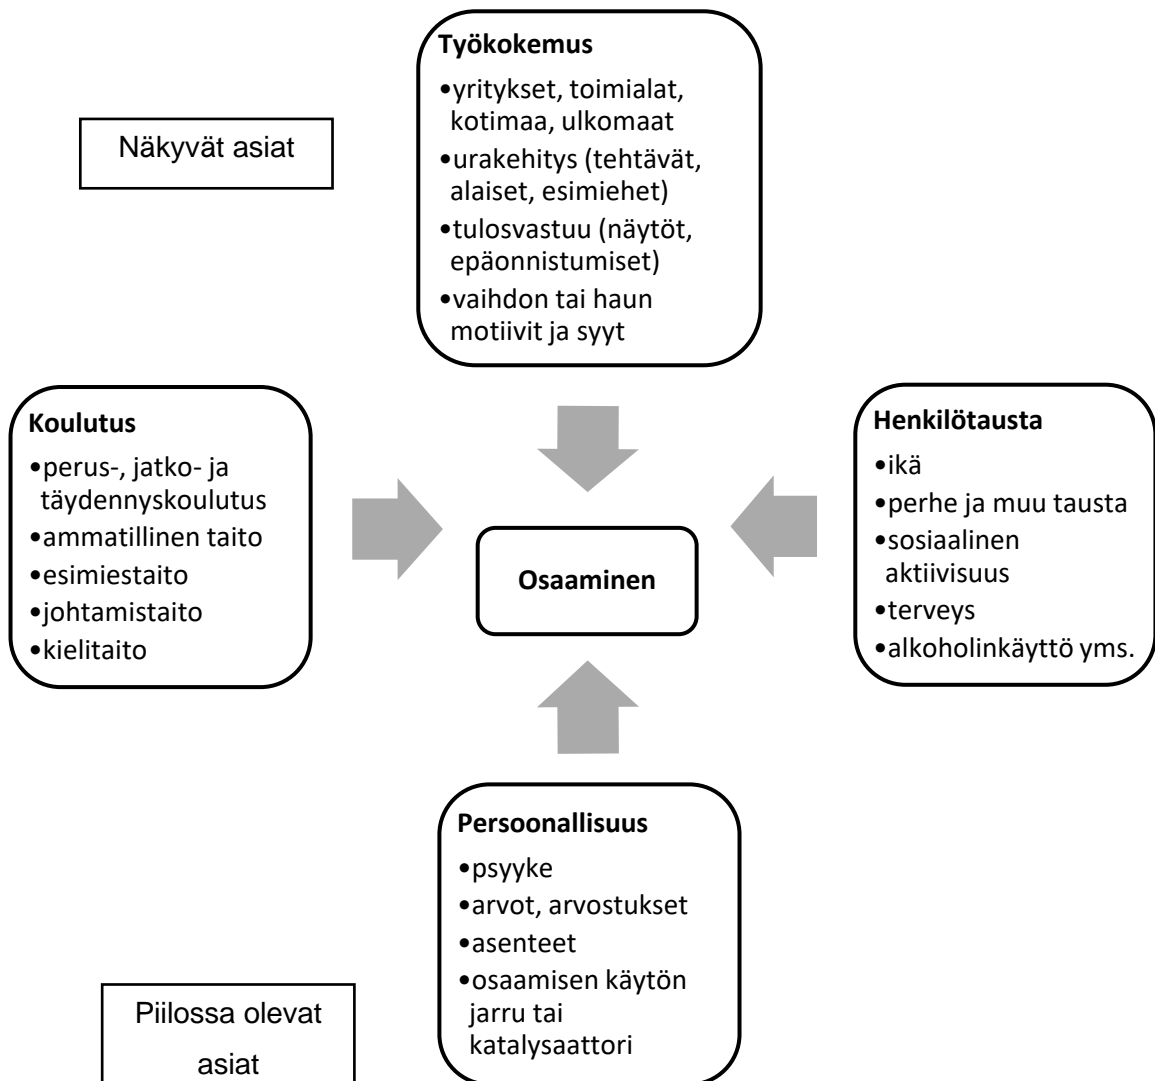 Työkokemus
•yritykset, toimialat,
kotimaa, ulkomaat
•urakehitys (tehtävät,
alaiset, esimiehet)
•tulosvastuu (näytöt,
epäonnistumiset)
•vaihdon tai haun
motiivit ja syyt
Näkyvät asiat
Koulutus
•perus-, jatko- ja
täydennyskoulutus
•ammatillinen taito
•esimiestaito
•johtamistaito
•kielitaito
Osaaminen
Henkilötausta
•ikä
•perhe ja muu tausta
•sosiaalinen
aktiivisuus
•terveys
•alkoholinkäyttö yms.
Persoonallisuus
•psyyke
•arvot, arvostukset
•asenteet
•osaamisen käytön
jarru tai
katalysaattori
Piilossa olevat
asiat